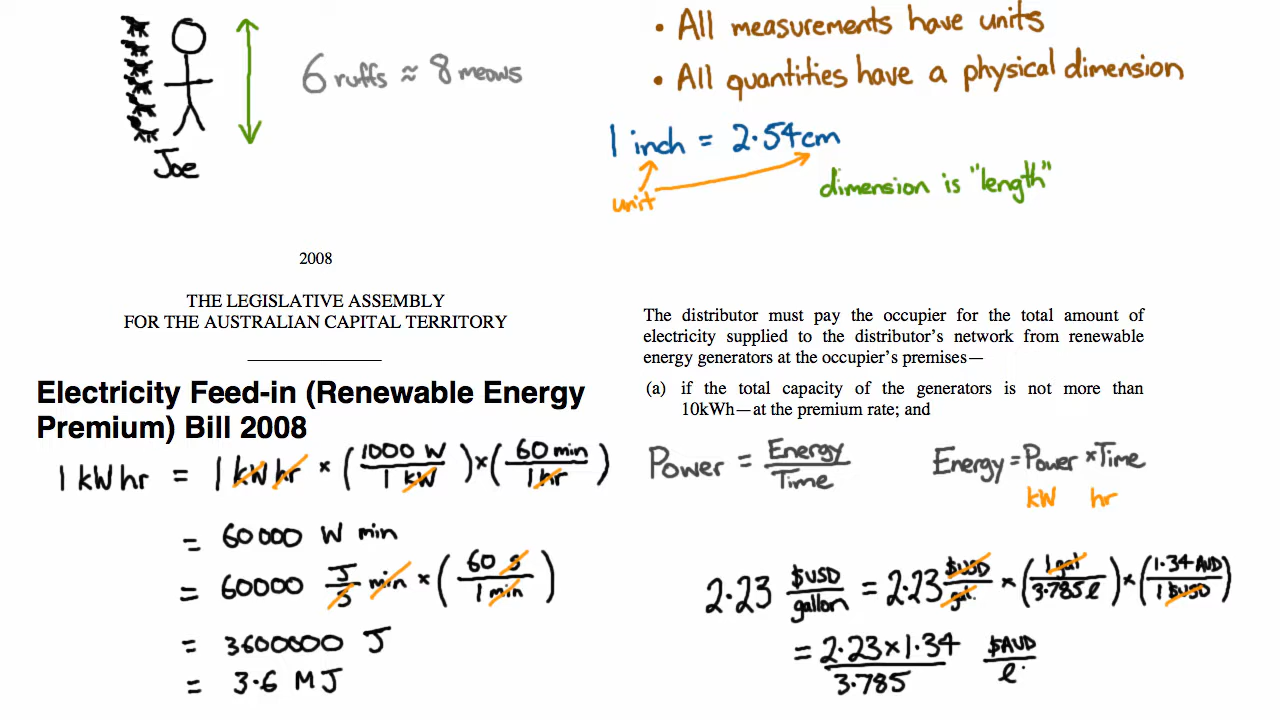 6 ruffs ≈ 8 meows
Joe
• All measurements have units
• All quantities have a physical dimension
1 inch = 2.54cm
unit
dimension is "length"
2008
THE LEGISLATIVE ASSEMBLY
FOR THE AUSTRALIAN CAPITAL TERRITORY
Electricity Feed-in (Renewable Energy
Premium) Bill 2008
The distributor must pay the occupier for the total amount of
electricity supplied to the distributor's network from renewable
energy generators at the occupier's premises—
(a) if the total capacity of the generators is not more than
10kWh—at the premium rate; and
1 kW hr = 1 kW hr × (1000 W / 1 kW) × (60 min / 1 hr)
= 60000 W min
= 60000 J/s min × (60 s / 1 min)
= 3600000 J
= 3.6 MJ
Power = Energy / Time
Energy = Power × Time
kW hr
2.23 $USD/gallon = 2.23 $USD/gal. × (1 gal / 3.785 l) × (1.34 AUD / 1 $USD)
= 2.23×1.34 / 3.785 $AUD / l.